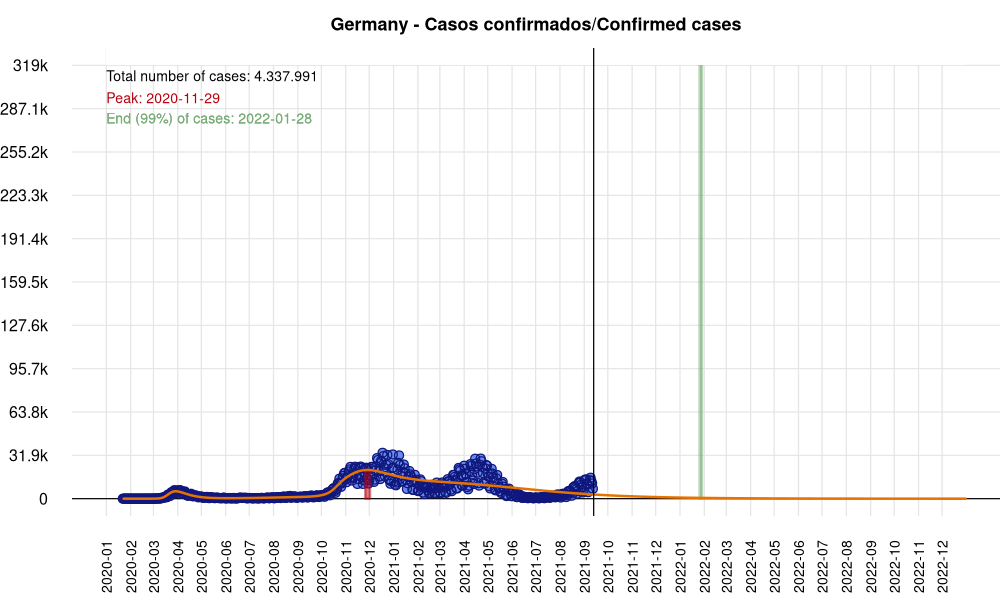 Germany - Casos confirmados/Confirmed cases
Total number of cases: 4.337.991
Peak: 2020-11-29
End (99%) of cases: 2022-01-28
319k
287.1k
255.2k
223.3k
191.4k
159.5k
127.6k
95.7k
63.8k
31.9k
0
2020-01
2020-02
2020-03
2020-04
2020-05
2020-06
2020-07
2020-08
2020-09
2020-10
2020-11
2020-12
2021-01
2021-02
2021-03
2021-04
2021-05
2021-06
2021-07
2021-08
2021-09
2021-10
2021-11
2021-12
2022-01
2022-02
2022-03
2022-04
2022-05
2022-06
2022-07
2022-08
2022-09
2022-10
2022-11
2022-12